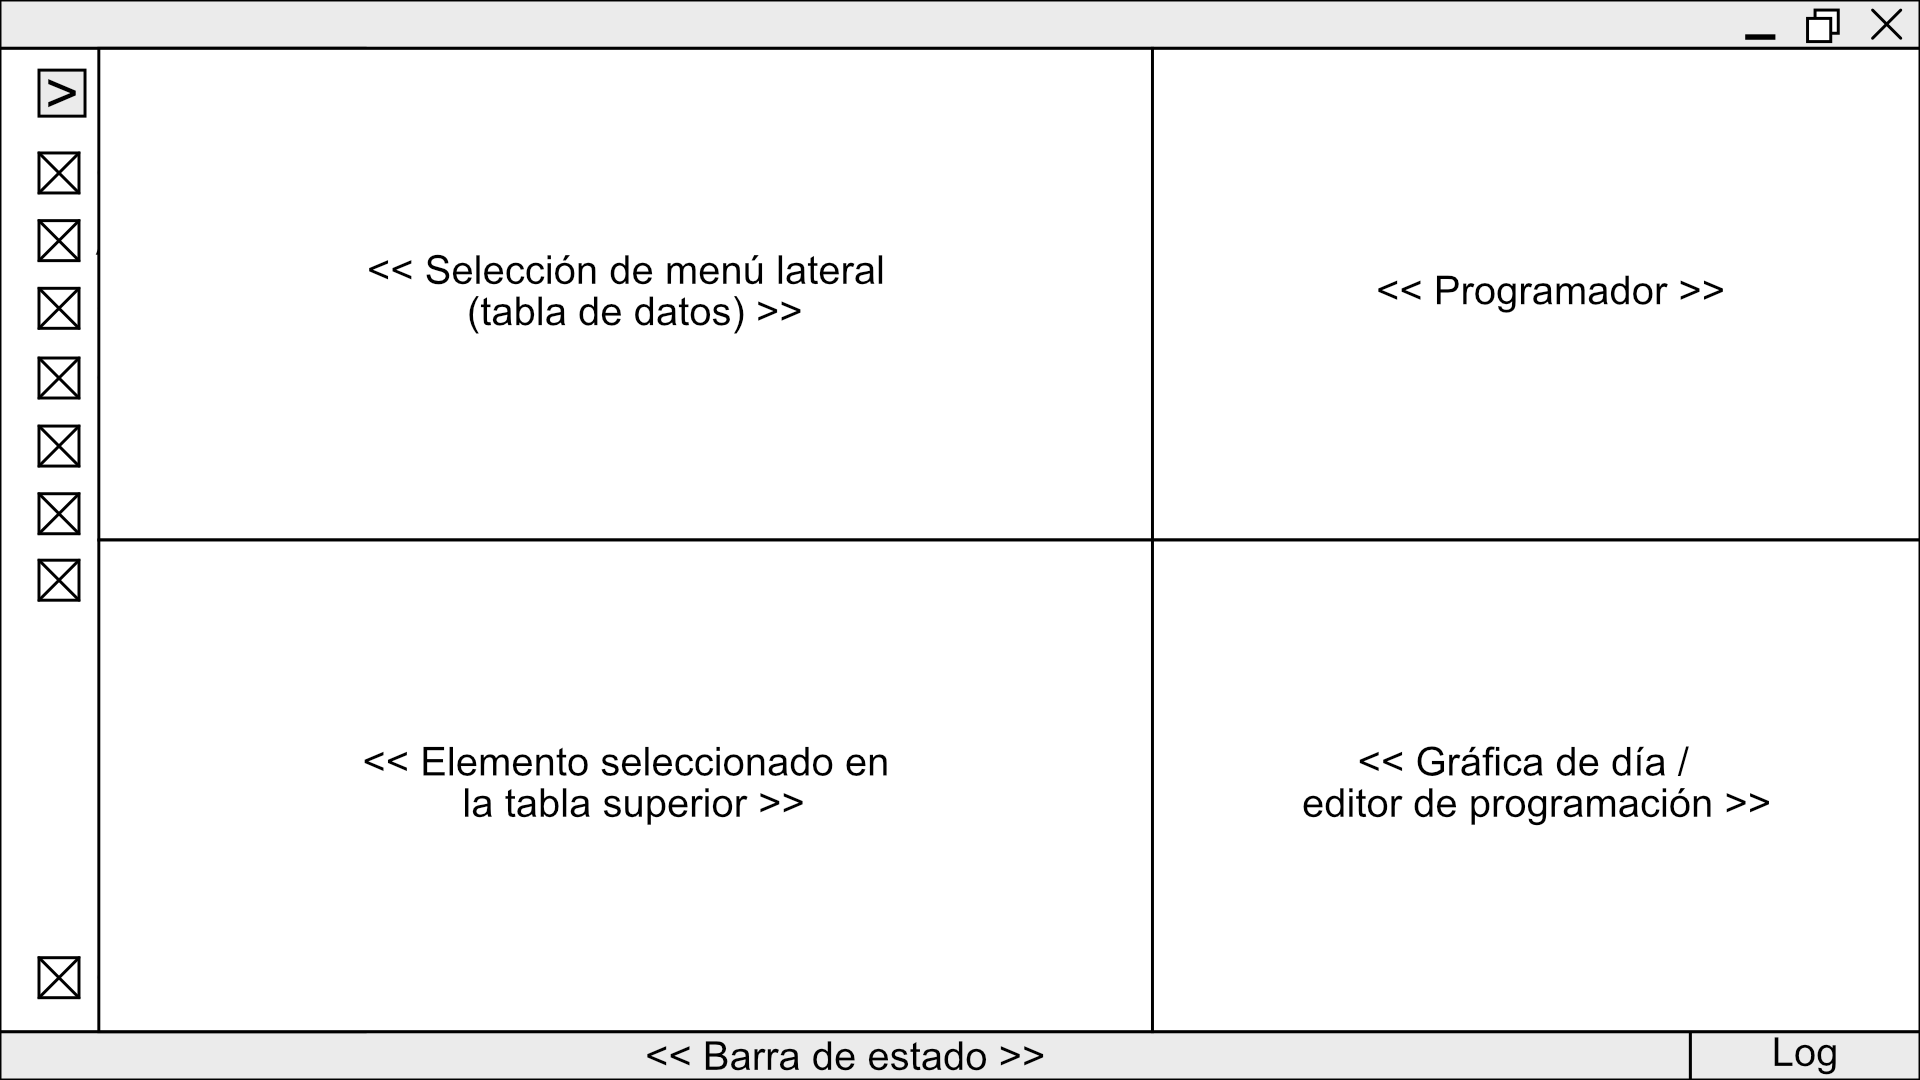 >
<< Selección de menú lateral
(tabla de datos) >>
<< Programador >>
<< Elemento seleccionado en
la tabla superior >>
<< Gráfica de día /
editor de programación >>
<< Barra de estado >>
Log